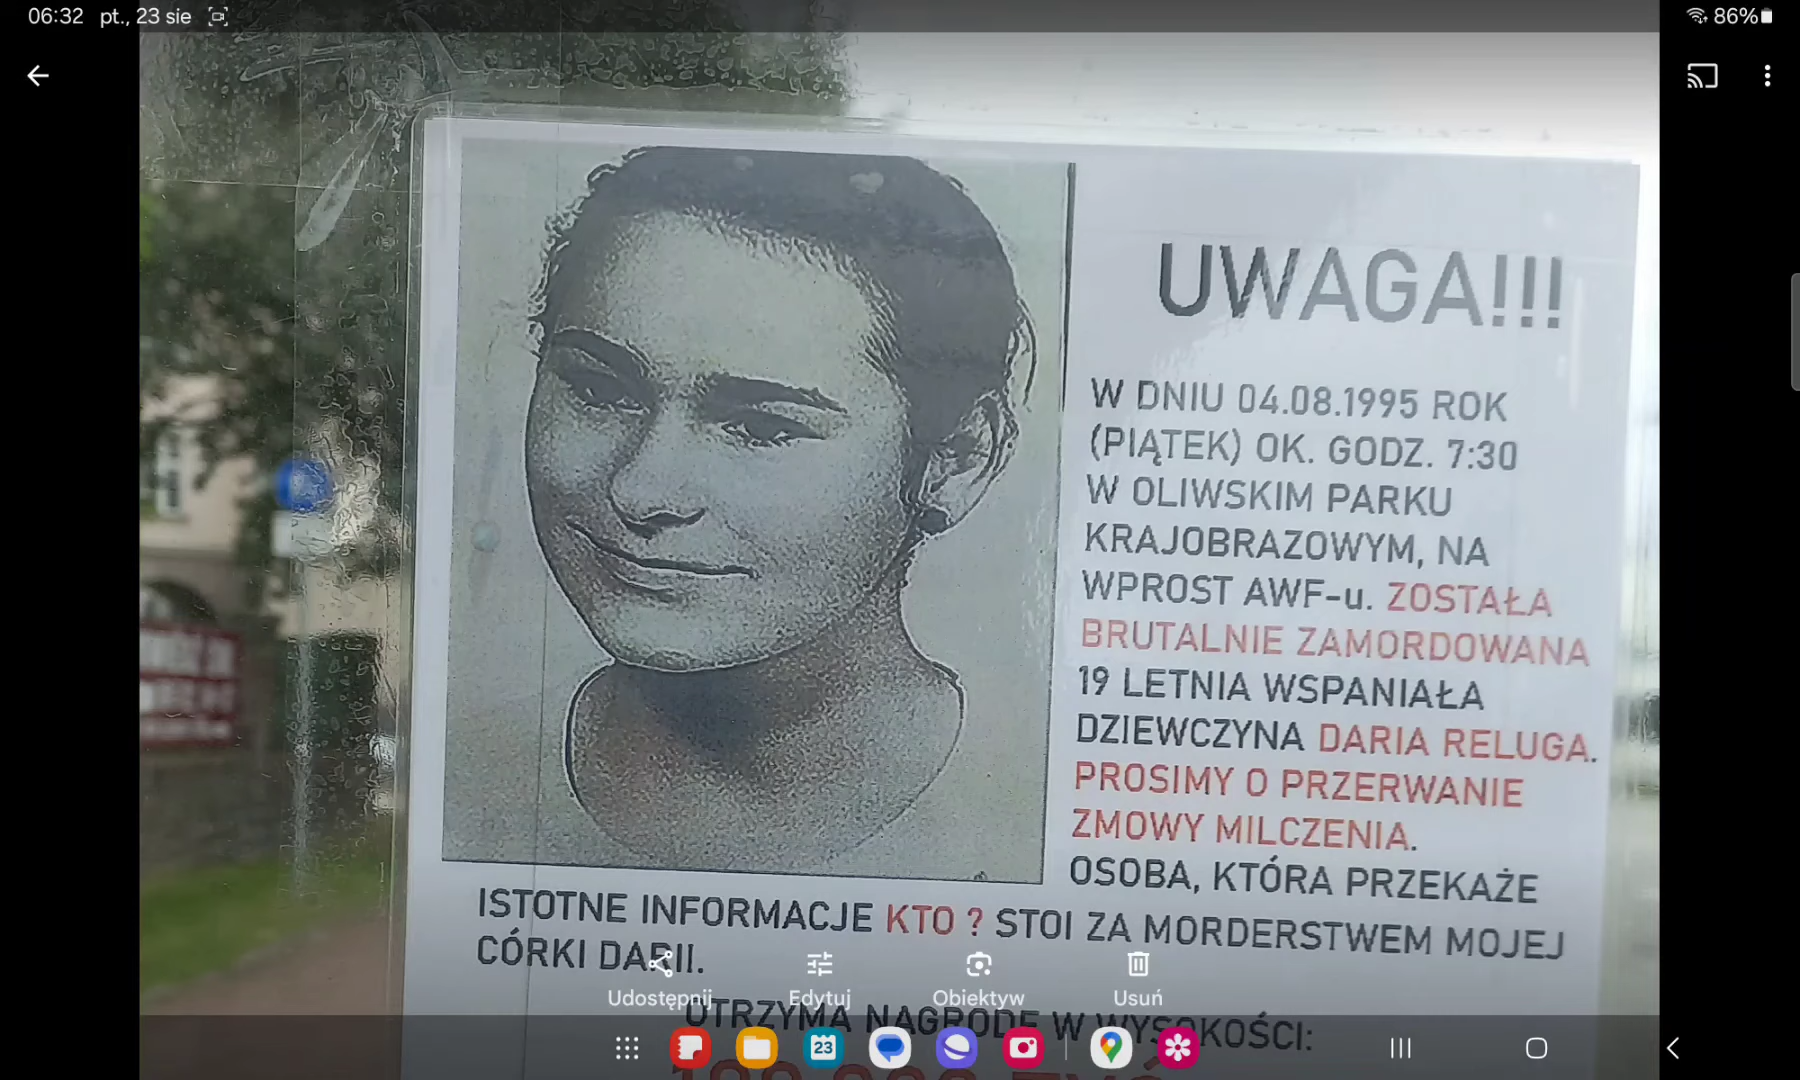 06:32 pt., 23 sie
86%
UWAGA!!!
W DNIU 04.08.1995 ROK
(PIĄTEK) OK. GODZ. 7:30
W OLIWSKIM PARKU
KRAJOBRAZOWYM, NA
WPROST AWF-u. ZOSTAŁA
BRUTALNIE ZAMORDOWANA
19 LETNIA WSPANIAŁA
DZIEWCZYNA DARIA RELUGA.
PROSIMY O PRZERWANIE
ZMOWY MILCZENIA.
OSOBA, KTÓRA PRZEKAŻE
ISTOTNE INFORMACJE KTO ? STOI ZA MORDERSTWEM MOJEJ
CÓRKI DARII.
Udostępnij
Edytuj
Obiektyw
Usuń
OTRZYMA NAGRODĘ W WYSOKOŚCI:
23